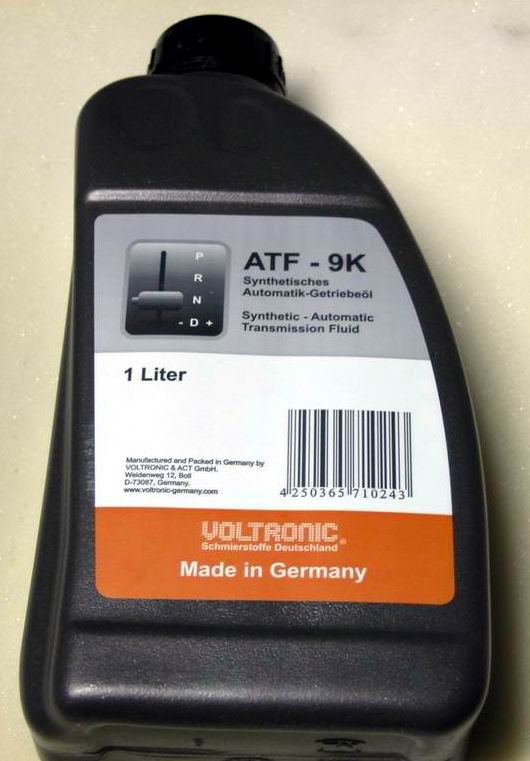 P
R
N
- D +
ATF - 9K
Synthetisches
Automatik-Getriebeöl
Synthetic - Automatic
Transmission Fluid
1 Liter
Manufactured and Packed in Germany by
VOLTRONIC & ACT GmbH.
Weidenweg 12, Boll
D-73087, Germany.
www.voltronic-germany.com
4 250365 710243
VOLTRONIC®
Schmierstoffe Deutschland
Made in Germany